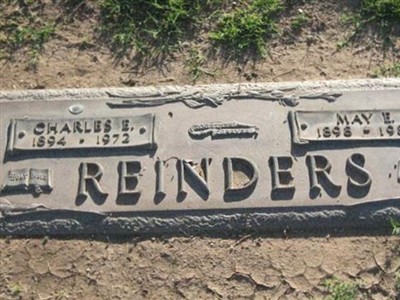 CHARLES E.
1894 - 1972
MAY E.
REINDERS